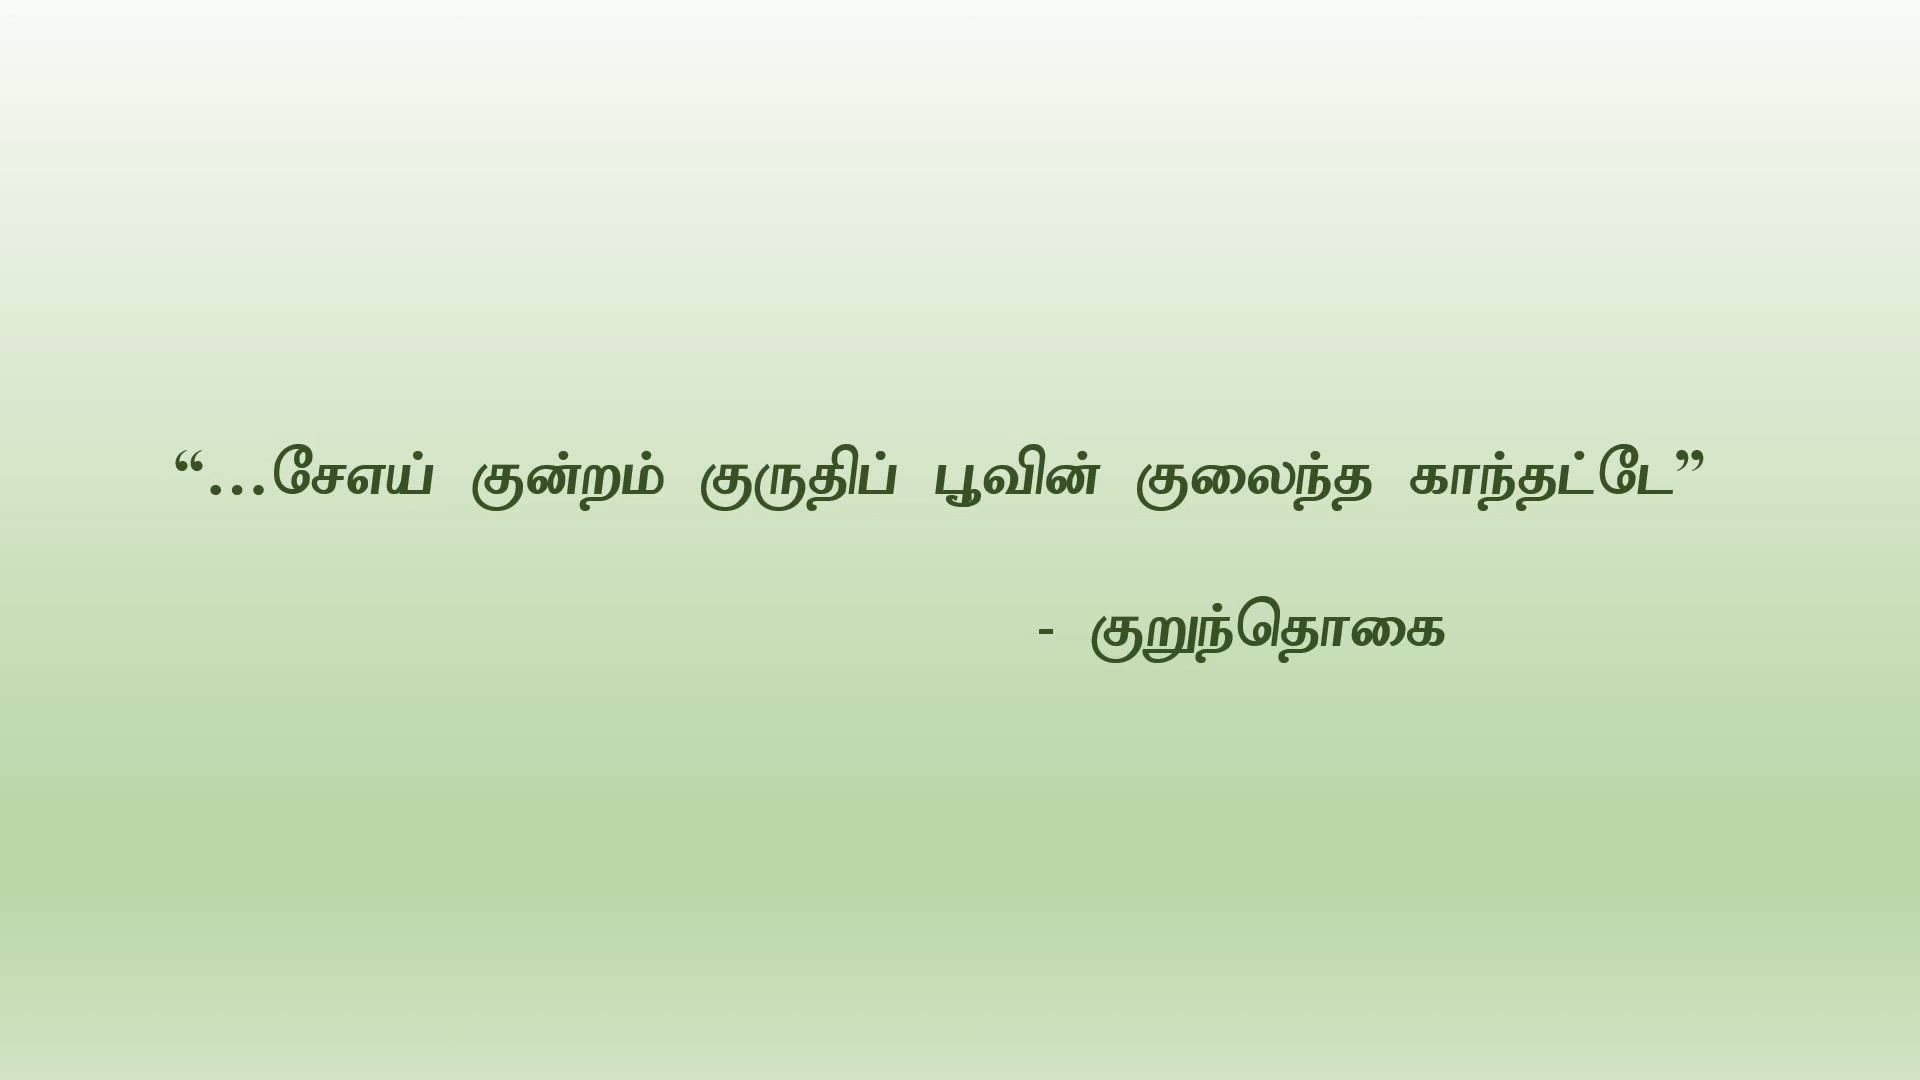 “...சேஎய் குன்றம் குருதிப் பூவின் குலைந்த காந்தட்டே”
- குறுந்தொகை